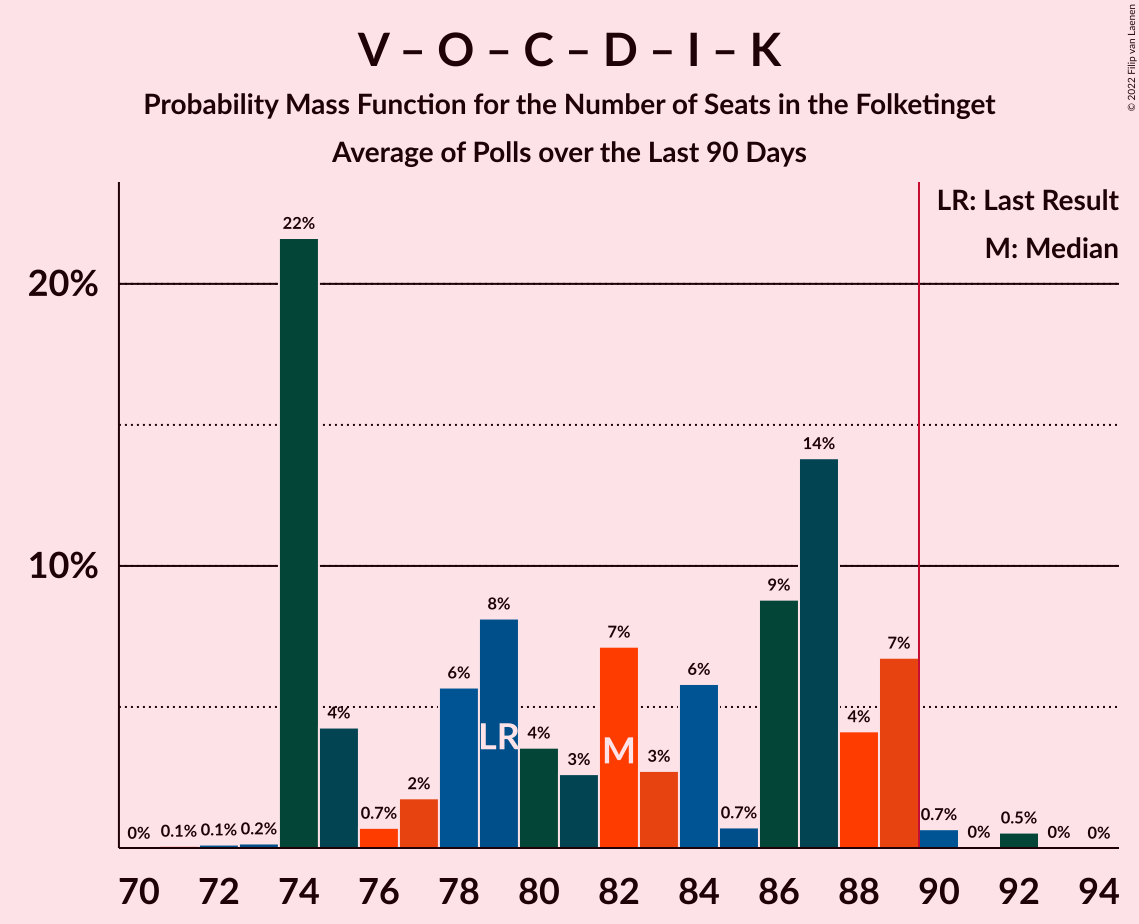 V – O – C – D – I – K
Probability Mass Function for the Number of Seats in the Folketinget
Average of Polls over the Last 90 Days
© 2022 Filip van Laenen
LR: Last Result
M: Median
20%
10%
0% 0.1% 0.1% 0.2% 22% 4% 0.7% 2% 6% 8% 4% 3% 7% 3% 6% 0.7% 9% 14% 4% 7% 0.7% 0% 0.5% 0% 0%
LR M
70 72 74 76 78 80 82 84 86 88 90 92 94